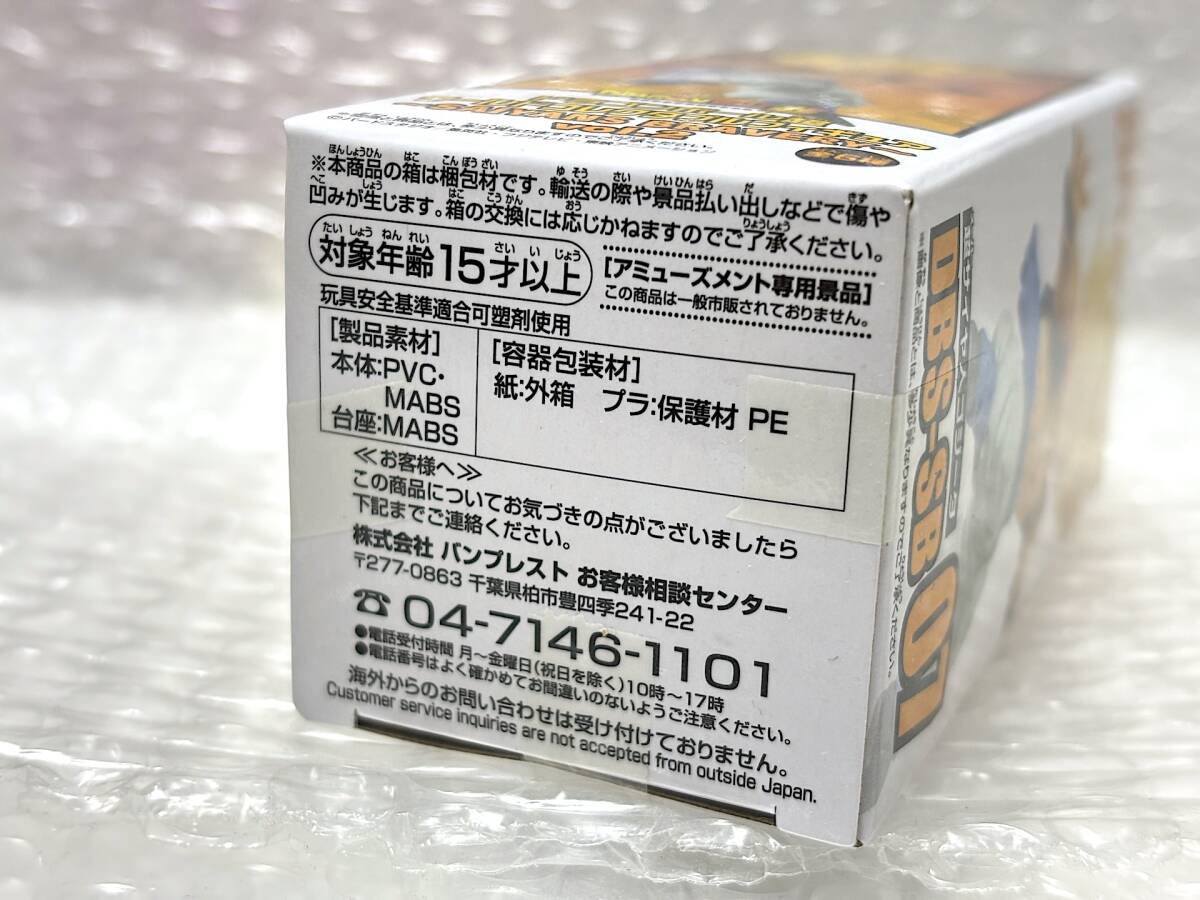 ※本商品の箱は梱包材です。輸送の際や景品払い出しなどで傷や
凹みが生じます。箱の交換には応じかねますのでご了承ください。
対象年齢15才以上
[アミューズメント専用景品]
この商品は一般市販されておりません。
玩具安全基準適合可塑剤使用
[製品素材]
本体:PVC・
MABS
台座:MABS
[容器包装材]
紙:外箱 プラ:保護材 PE
≪お客様へ≫
この商品についてお気づきの点がございましたら
下記までご連絡ください。
株式会社 バンプレスト お客様相談センター
〒277-0863 千葉県柏市豊四季241-22
☎04-7146-1101
●電話受付時間 月〜金曜日(祝日を除く)10時〜17時
●電話番号はよく確かめてお間違いのないようご注意ください。
海外からのお問い合わせは受け付けておりません。
Customer service inquiries are not accepted from outside Japan.
DBS-SB 01